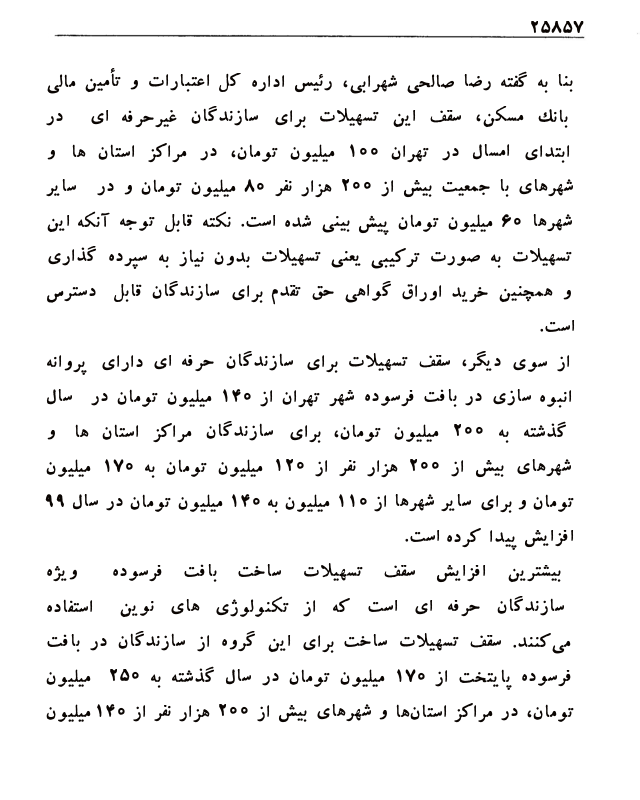 ۲۵۸۵۷
بنا به گفته رضا صالحی شهرابی، رئیس اداره کل اعتبارات و تأمین مالی
بانك مسکن، سقف این تسهیلات برای سازندگان غیرحرفه ای در
ابتدای امسال در تهران ۱۰۰ میلیون تومان، در مراکز استان ها و
شهرهای با جمعیت بیش از ۲۰۰ هزار نفر ۸۰ میلیون تومان و در سایر
شهرها ۶۰ میلیون تومان پیش بینی شده است. نکته قابل توجه آنکه این
تسهیلات به صورت ترکیبی یعنی تسهیلات بدون نیاز به سپرده گذاری
و همچنین خرید اوراق گواهی حق تقدم برای سازندگان قابل دسترس
است.
از سوی دیگر، سقف تسهیلات برای سازندگان حرفه ای دارای پروانه
انبوه سازی در بافت فرسوده شهر تهران از ۱۴۰ میلیون تومان در سال
گذشته به ۲۰۰ میلیون تومان، برای سازندگان مراکز استان ها و
شهرهای بیش از ۲۰۰ هزار نفر از ۱۲۰ میلیون تومان به ۱۷۰ میلیون
تومان و برای سایر شهرها از ۱۱۰ میلیون به ۱۴۰ میلیون تومان در سال ۹۹
افزایش پیدا کرده است.
بیشترین افزایش سقف تسهیلات ساخت بافت فرسوده ویژه
سازندگان حرفه ای است که از تکنولوژی های نوین استفاده
می‌کنند. سقف تسهیلات ساخت برای این گروه از سازندگان در بافت
فرسوده پایتخت از ۱۷۰ میلیون تومان در سال گذشته به ۲۵۰ میلیون
تومان، در مراکز استان‌ها و شهرهای بیش از ۲۰۰ هزار نفر از ۱۴۰ میلیون